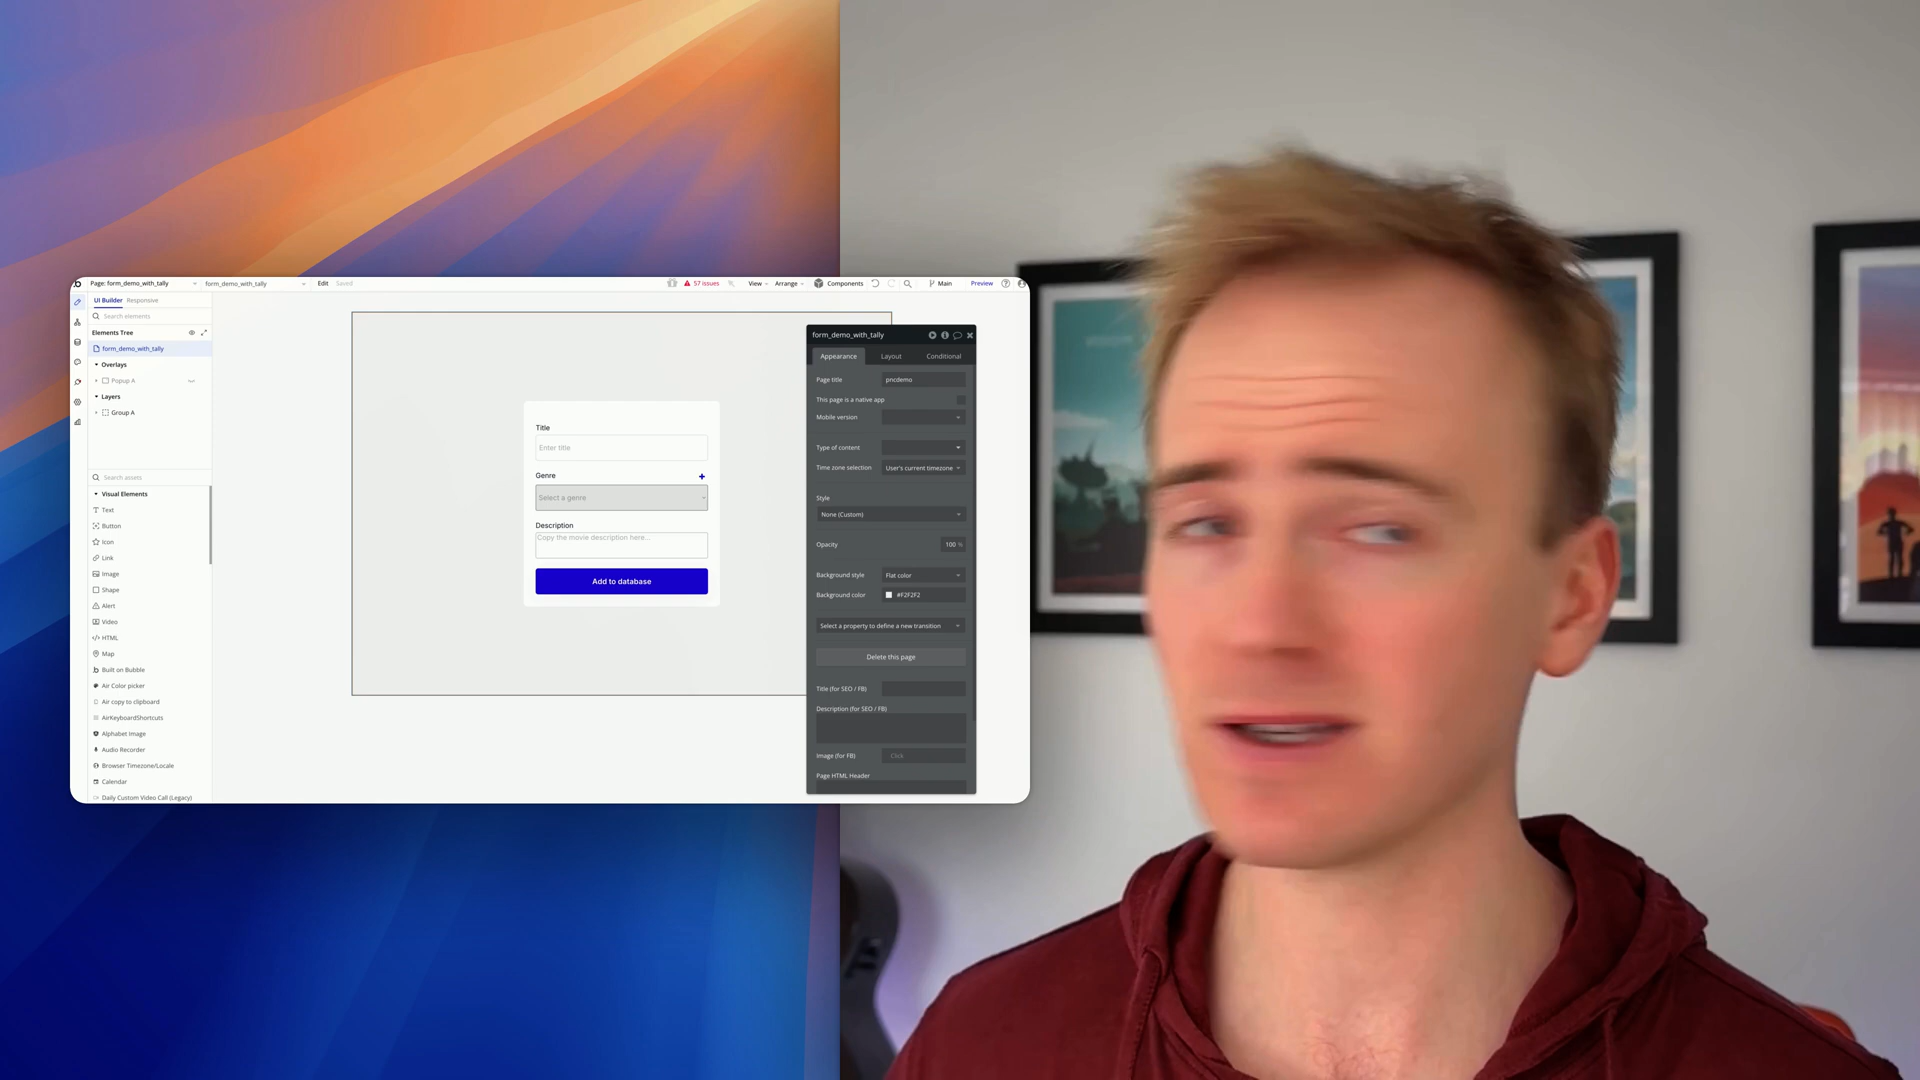 Page: form_demo_with_tally
form_demo_with_tally
Edit
Saved
57 issues
View
Arrange
Components
Main
Preview
UI Builder
Responsive
Search elements
Elements Tree
form_demo_with_tally
Overlays
Popup A
Layers
Group A
Search assets
Visual Elements
Text
Button
Icon
Link
Image
Shape
Alert
Video
HTML
Map
Built on Bubble
Air Color picker
Air copy to clipboard
AirKeyboardShortcuts
Alphabet Image
Audio Recorder
Browser Timezone/Locale
Calendar
Daily Custom Video Call (Legacy)
Title
Enter title
Genre
Select a genre
Description
Copy the movie description here...
Add to database
form_demo_with_tally
Appearance
Layout
Conditional
Page title
pncdemo
This page is a native app
Mobile version
Type of content
Time zone selection
User's current timezone
Style
None (Custom)
Opacity
100 %
Background style
Flat color
Background color
#F2F2F2
Select a property to define a new transition
Delete this page
Title (for SEO / FB)
Description (for SEO / FB)
Image (for FB)
Click
Page HTML Header